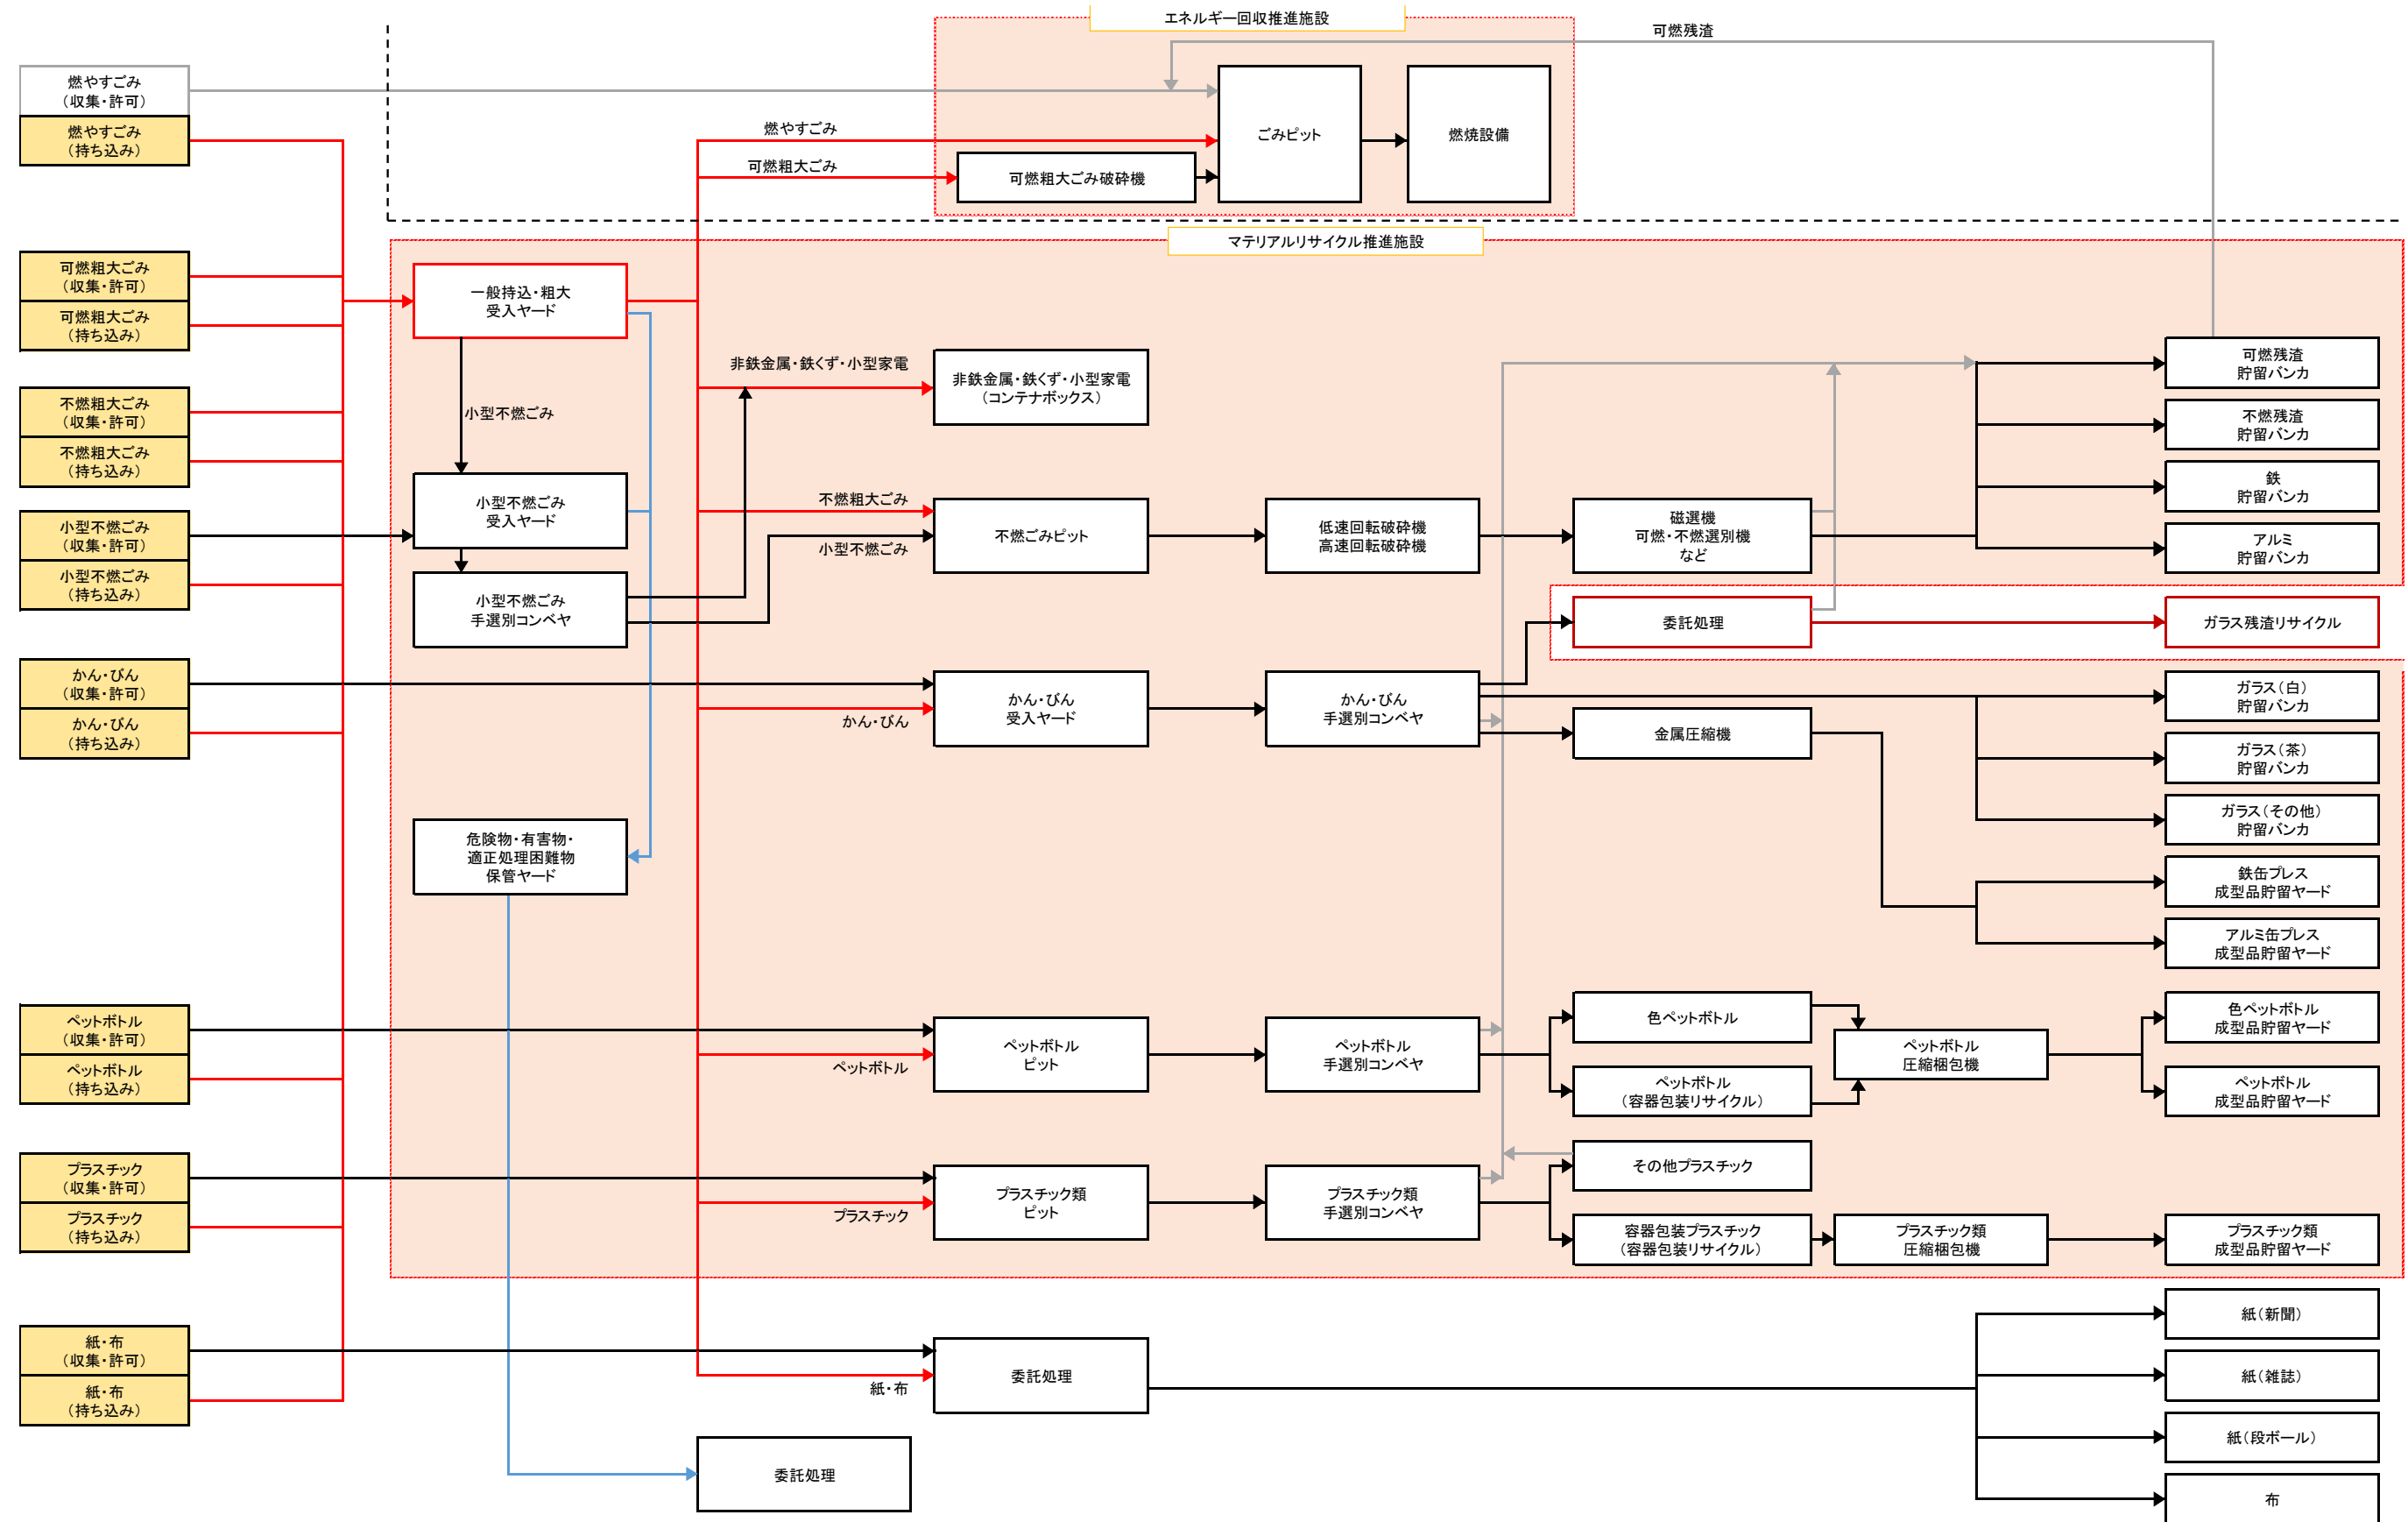 エネルギー回収推進施設
可燃残渣
燃やすごみ
（収集・許可）
燃やすごみ
（持ち込み）
燃やすごみ
可燃粗大ごみ
可燃粗大ごみ破砕機
ごみピット
燃焼設備
マテリアルリサイクル推進施設
可燃粗大ごみ
（収集・許可）
可燃粗大ごみ
（持ち込み）
一般持込・粗大
受入ヤード
不燃粗大ごみ
（収集・許可）
不燃粗大ごみ
（持ち込み）
小型不燃ごみ
非鉄金属・鉄くず・小型家電
非鉄金属・鉄くず・小型家電
（コンテナボックス）
可燃残渣
貯留バンカ
不燃残渣
貯留バンカ
鉄
貯留バンカ
アルミ
貯留バンカ
小型不燃ごみ
（収集・許可）
小型不燃ごみ
（持ち込み）
小型不燃ごみ
受入ヤード
小型不燃ごみ
手選別コンベヤ
不燃粗大ごみ
小型不燃ごみ
不燃ごみピット
低速回転破砕機
高速回転破砕機
磁選機
可燃・不燃選別機
など
委託処理
ガラス残渣リサイクル
かん・びん
（収集・許可）
かん・びん
（持ち込み）
かん・びん
かん・びん
受入ヤード
かん・びん
手選別コンベヤ
金属圧縮機
ガラス（白）
貯留バンカ
ガラス（茶）
貯留バンカ
ガラス（その他）
貯留バンカ
鉄缶プレス
成型品貯留ヤード
アルミ缶プレス
成型品貯留ヤード
危険物・有害物・
適正処理困難物
保管ヤード
ペットボトル
（収集・許可）
ペットボトル
（持ち込み）
ペットボトル
ペットボトル
ピット
ペットボトル
手選別コンベヤ
色ペットボトル
ペットボトル
（容器包装リサイクル）
ペットボトル
圧縮梱包機
色ペットボトル
成型品貯留ヤード
ペットボトル
成型品貯留ヤード
プラスチック
（収集・許可）
プラスチック
（持ち込み）
プラスチック
プラスチック類
ピット
プラスチック類
手選別コンベヤ
その他プラスチック
容器包装プラスチック
（容器包装リサイクル）
プラスチック類
圧縮梱包機
プラスチック類
成型品貯留ヤード
紙・布
（収集・許可）
紙・布
（持ち込み）
紙・布
委託処理
紙（新聞）
紙（雑誌）
紙（段ボール）
布
委託処理